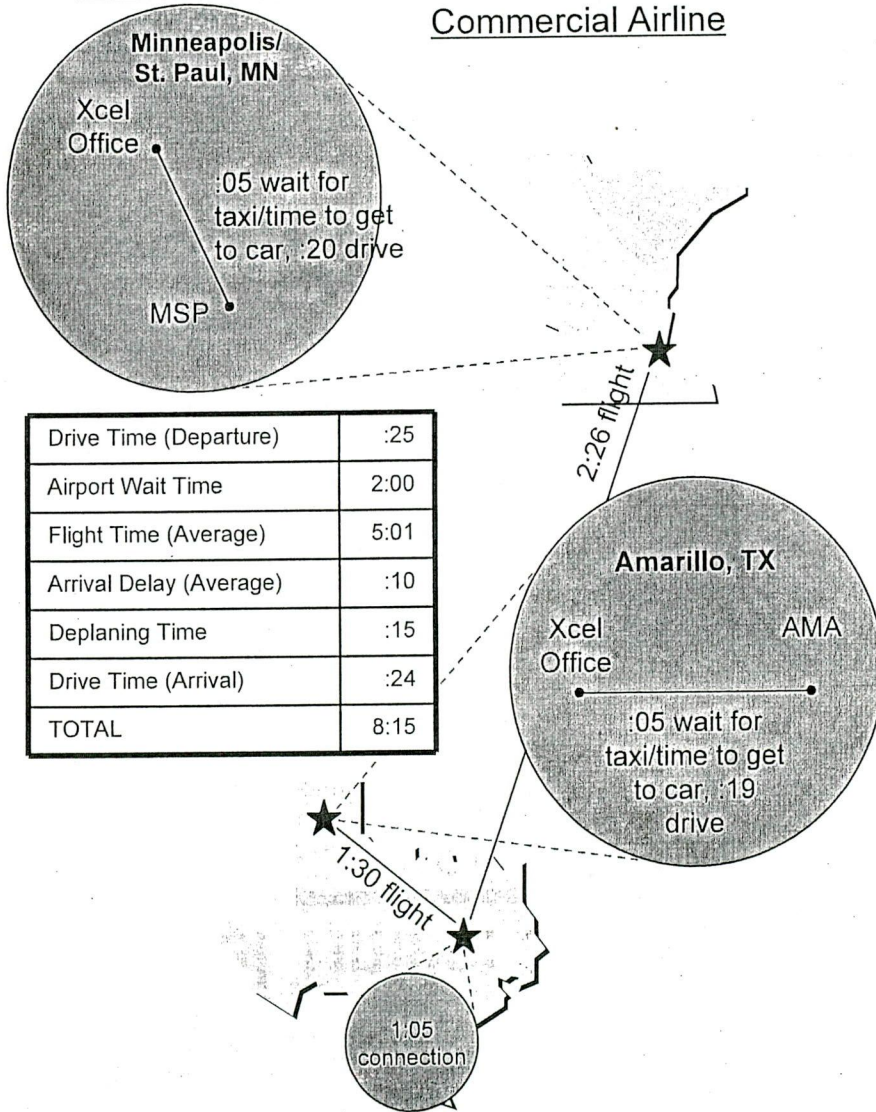 Commercial Airline
Minneapolis/
St. Paul, MN
Xcel
Office
:05 wait for
taxi/time to get
to car, :20 drive
MSP
2:26 flight
Drive Time (Departure) :25
Airport Wait Time 2:00
Flight Time (Average) 5:01
Arrival Delay (Average) :10
Deplaning Time :15
Drive Time (Arrival) :24
TOTAL 8:15
Amarillo, TX
Xcel
Office
AMA
:05 wait for
taxi/time to get
to car, :19
drive
1:30 flight
1:05
connection